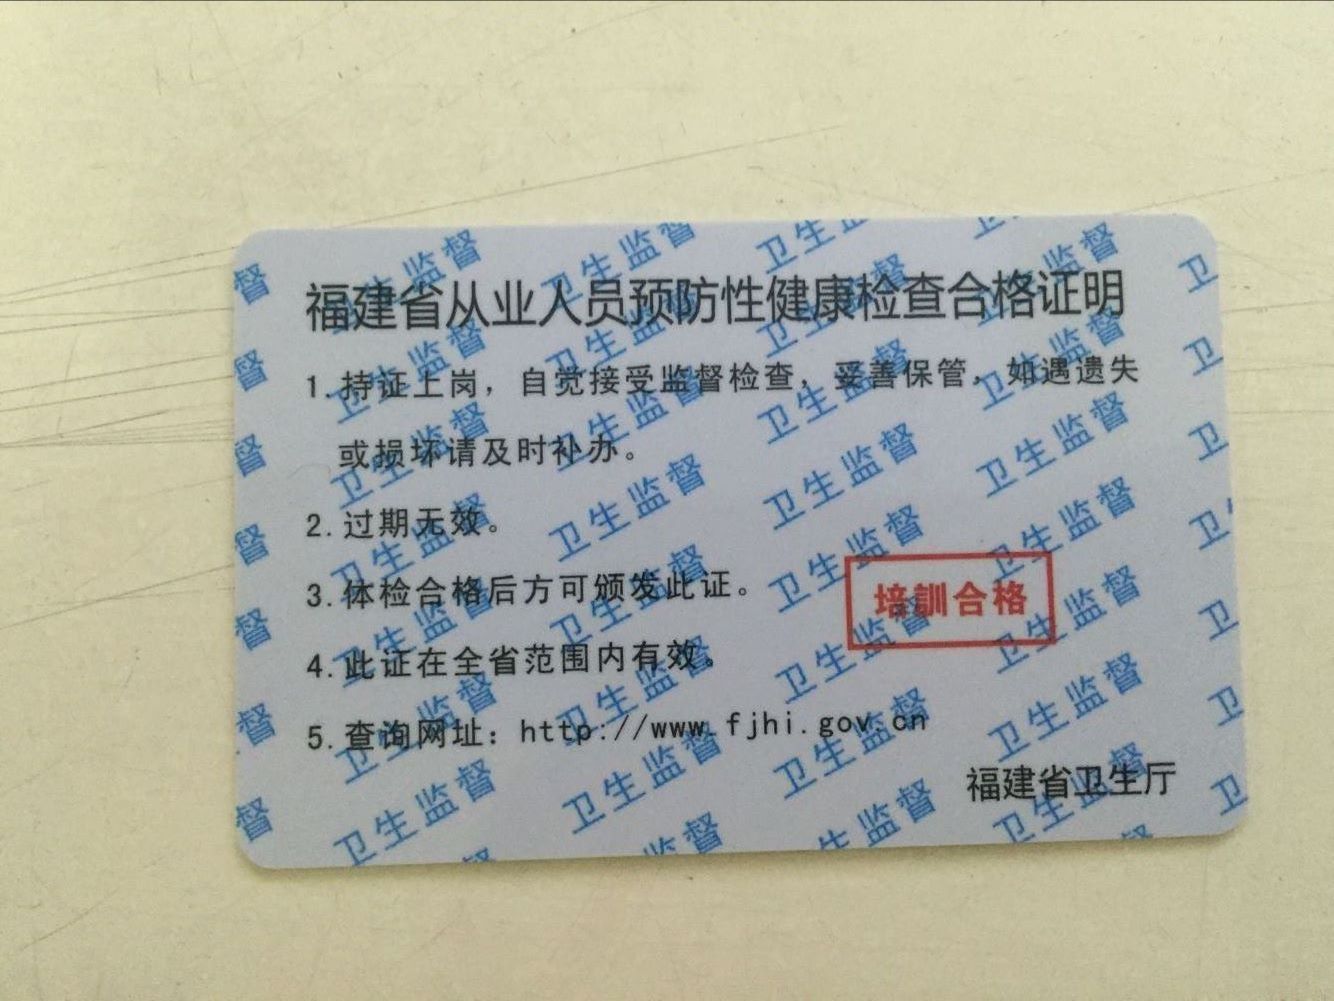 福建省从业人员预防性健康检查合格证明
1.持证上岗，自觉接受监督检查，妥善保管，如遇遗失
或损坏请及时补办。
2.过期无效。
3.体检合格后方可颁发此证。
培訓合格
4.此证在全省范围内有效。
5.查询网址：http://www.fjhi.gov.cn
福建省卫生厅
卫生监督